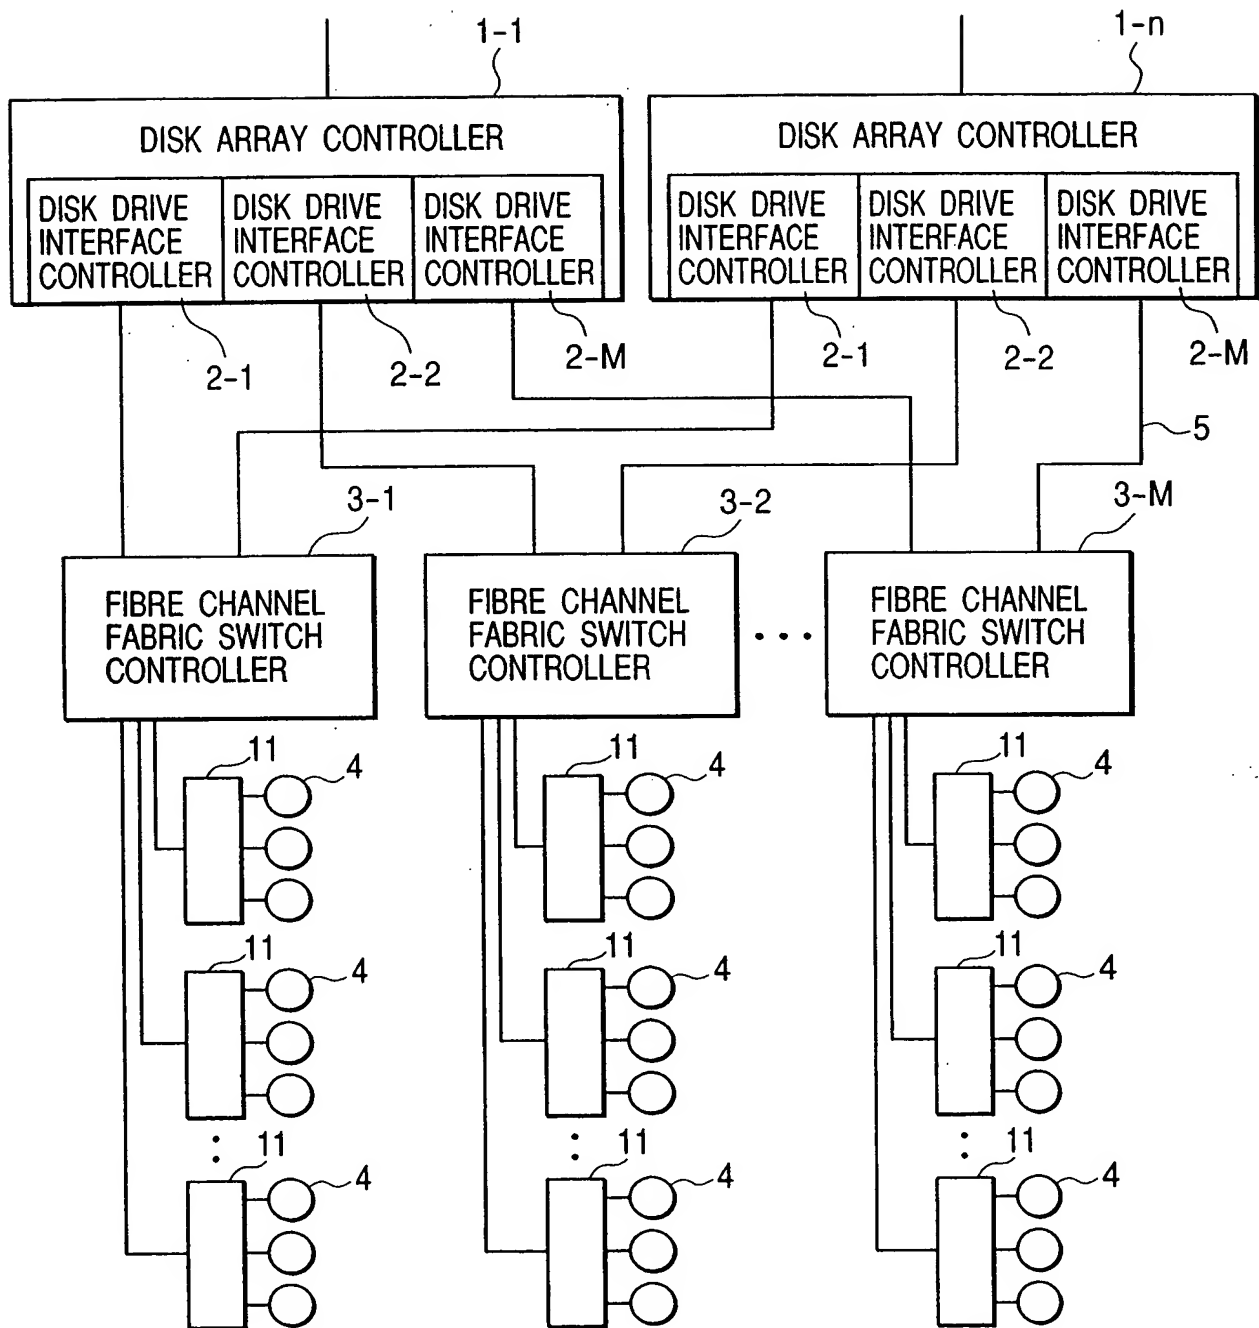 1-1
1-n
DISK ARRAY CONTROLLER
DISK ARRAY CONTROLLER
DISK DRIVE
INTERFACE
CONTROLLER
DISK DRIVE
INTERFACE
CONTROLLER
DISK DRIVE
INTERFACE
CONTROLLER
DISK DRIVE
INTERFACE
CONTROLLER
DISK DRIVE
INTERFACE
CONTROLLER
DISK DRIVE
INTERFACE
CONTROLLER
2-1
2-2
2-M
2-1
2-2
2-M
5
3-1
3-2
3-M
FIBRE CHANNEL
FABRIC SWITCH
CONTROLLER
FIBRE CHANNEL
FABRIC SWITCH
CONTROLLER
• • •
FIBRE CHANNEL
FABRIC SWITCH
CONTROLLER
11
4
11
4
11
4
11
4
11
4
11
4
11
4
11
4
11
4